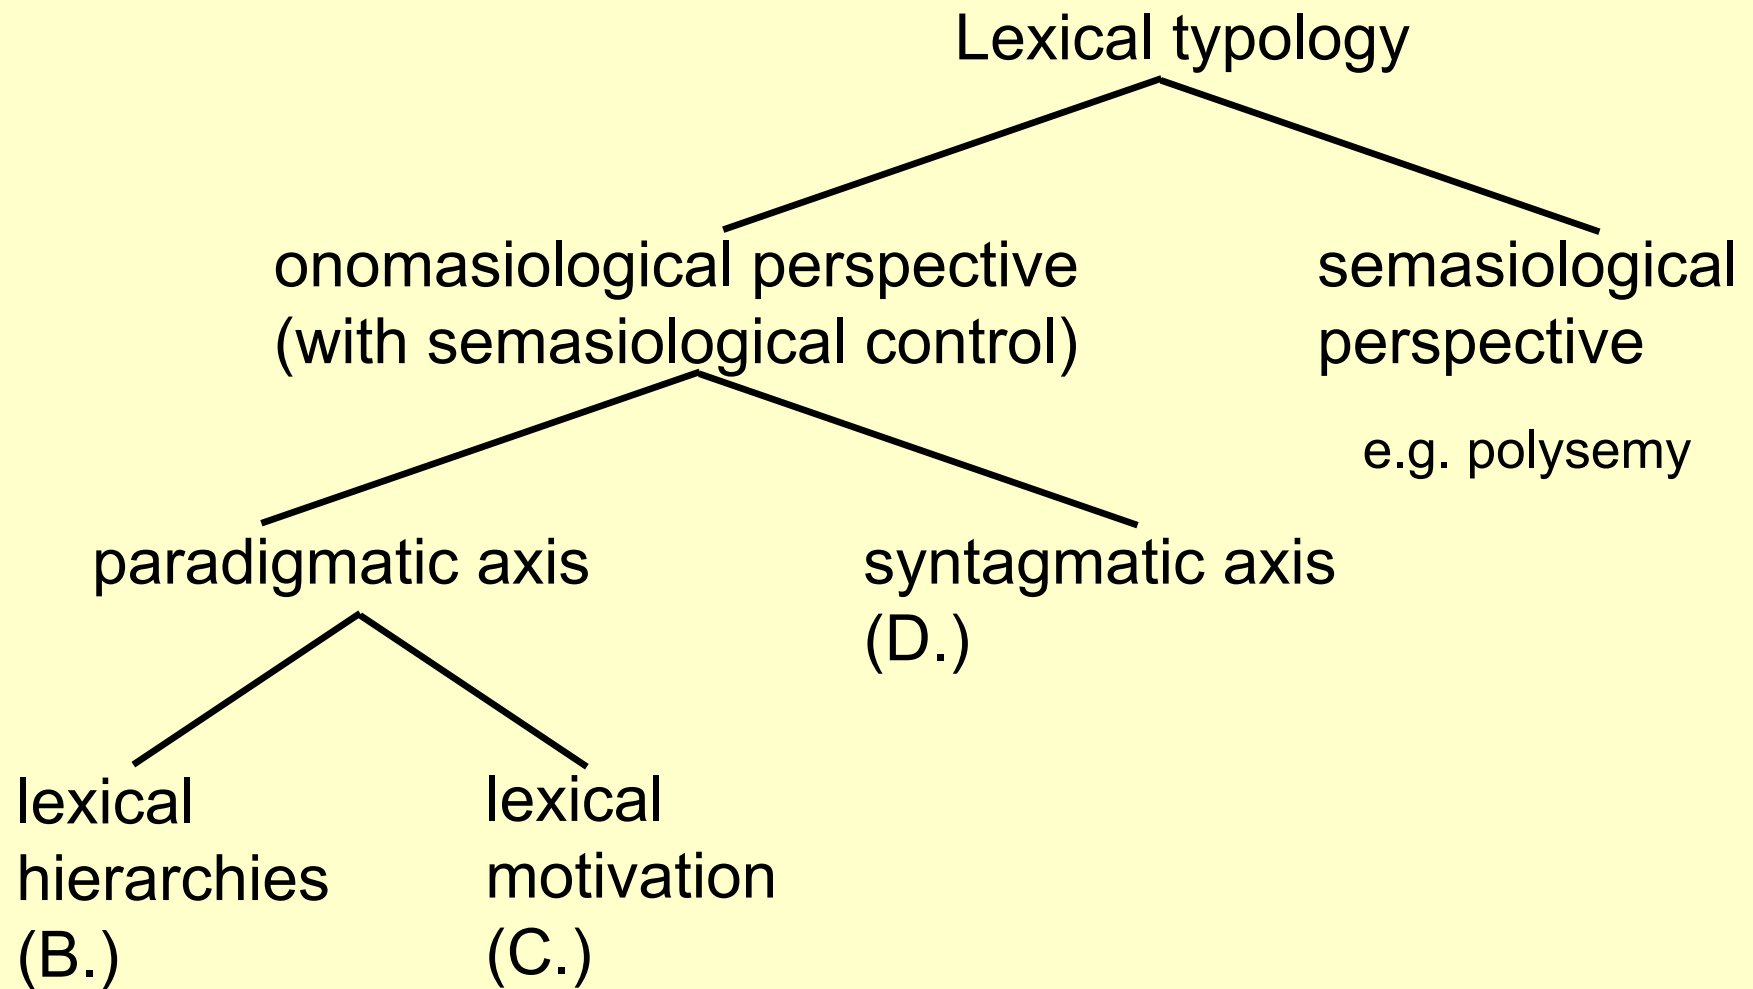 Lexical typology
onomasiological perspective
(with semasiological control)
semasiological
perspective
e.g. polysemy
paradigmatic axis
syntagmatic axis
(D.)
lexical
hierarchies
(B.)
lexical
motivation
(C.)